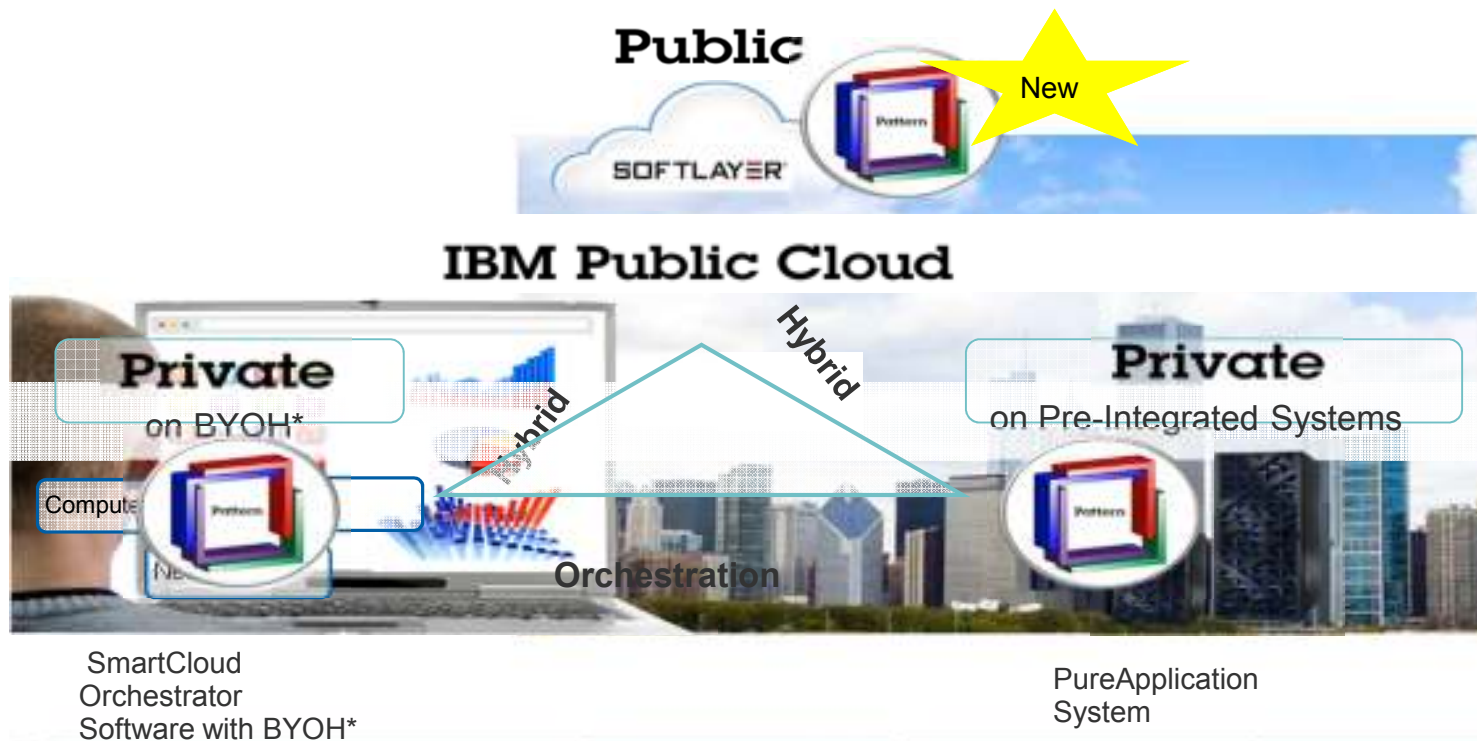 Public
New
Pattern
SOFTLAYER
IBM Public Cloud
Hybrid
Private
Private
on BYOH*
on Pre-Integrated Systems
Hybrid
Compute
Pattern
Pattern
Orchestration
SmartCloud
Orchestrator
Software with BYOH*
PureApplication
System